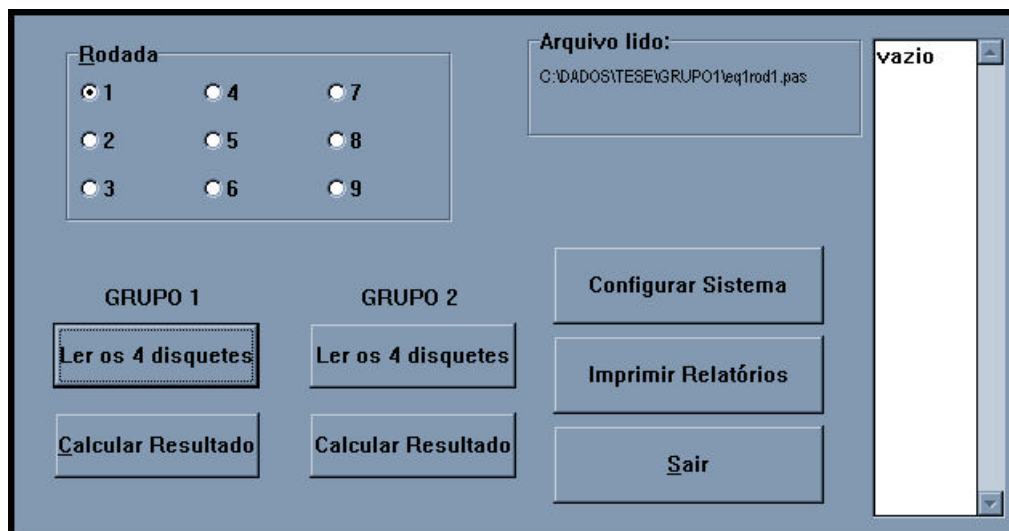 Rodada
1
4
7
2
5
8
3
6
9
Arquivo lido:
C:\DADOS\TESE\GRUPO1\eq1rod1.pas
vazio
GRUPO 1
GRUPO 2
Ler os 4 disquetes
Ler os 4 disquetes
Calcular Resultado
Calcular Resultado
Configurar Sistema
Imprimir Relatórios
Sair